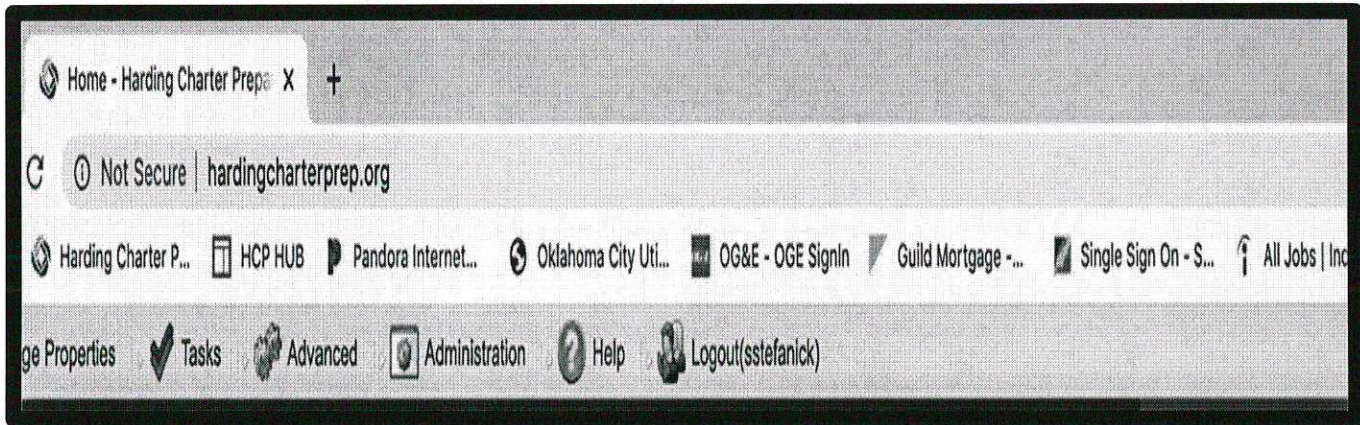 Home - Harding Charter Prepa X +
Not Secure | hardingcharterprep.org
Harding Charter P... HCP HUB Pandora Internet... Oklahoma City Uti... OG&E - OGE SignIn Guild Mortgage -... Single Sign On - S... All Jobs | Inc
ge Properties Tasks Advanced Administration Help Logout(sstefanick)